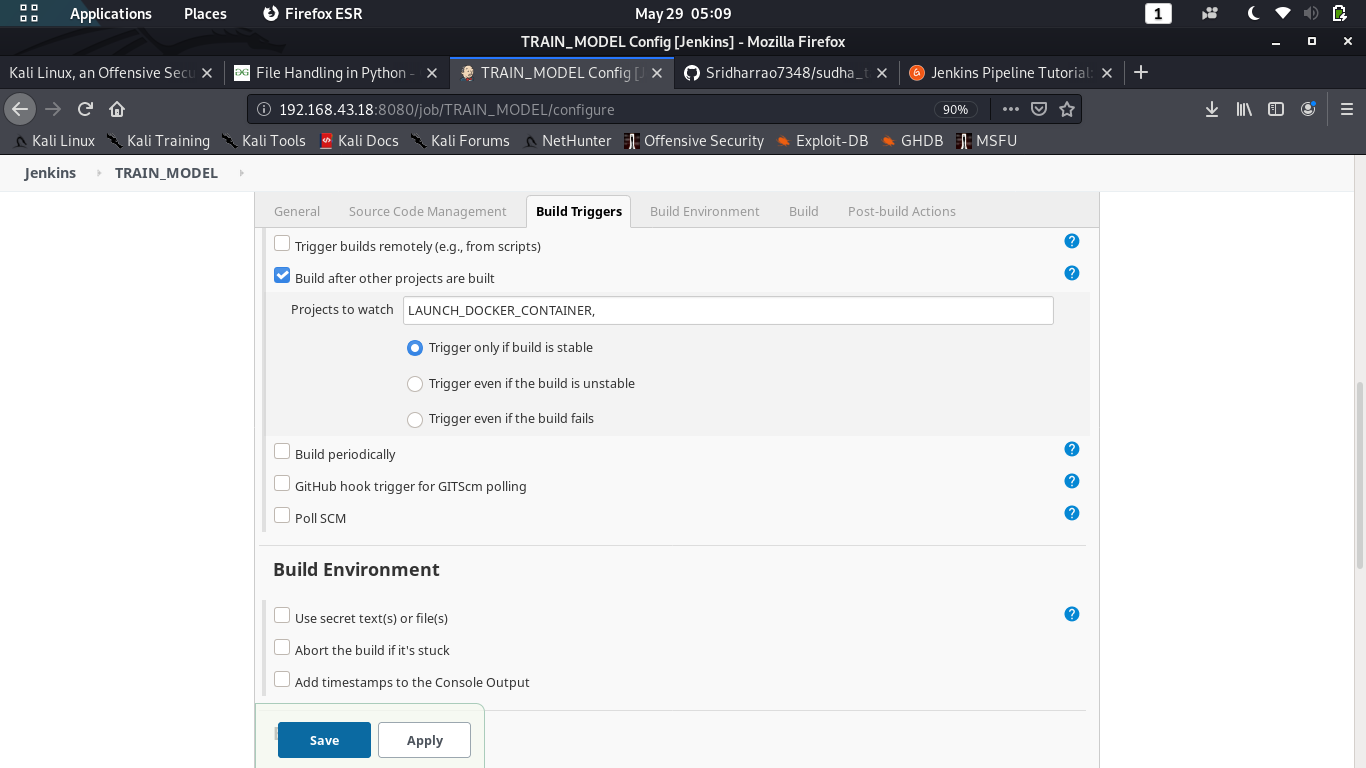 Applications Places Firefox ESR May 29 05:09 1
TRAIN_MODEL Config [Jenkins] - Mozilla Firefox
Kali Linux, an Offensive Secu File Handling in Python - TRAIN_MODEL Config [J Sridharrao7348/sudha_t Jenkins Pipeline Tutorial:
192.168.43.18:8080/job/TRAIN_MODEL/configure 90%
Kali Linux Kali Training Kali Tools Kali Docs Kali Forums NetHunter Offensive Security Exploit-DB GHDB MSFU
Jenkins TRAIN_MODEL
General Source Code Management Build Triggers Build Environment Build Post-build Actions
Trigger builds remotely (e.g., from scripts) ?
Build after other projects are built ?
Projects to watch LAUNCH_DOCKER_CONTAINER,
Trigger only if build is stable
Trigger even if the build is unstable
Trigger even if the build fails
Build periodically ?
GitHub hook trigger for GITScm polling ?
Poll SCM ?
Build Environment
Use secret text(s) or file(s) ?
Abort the build if it's stuck
Add timestamps to the Console Output
Save Apply